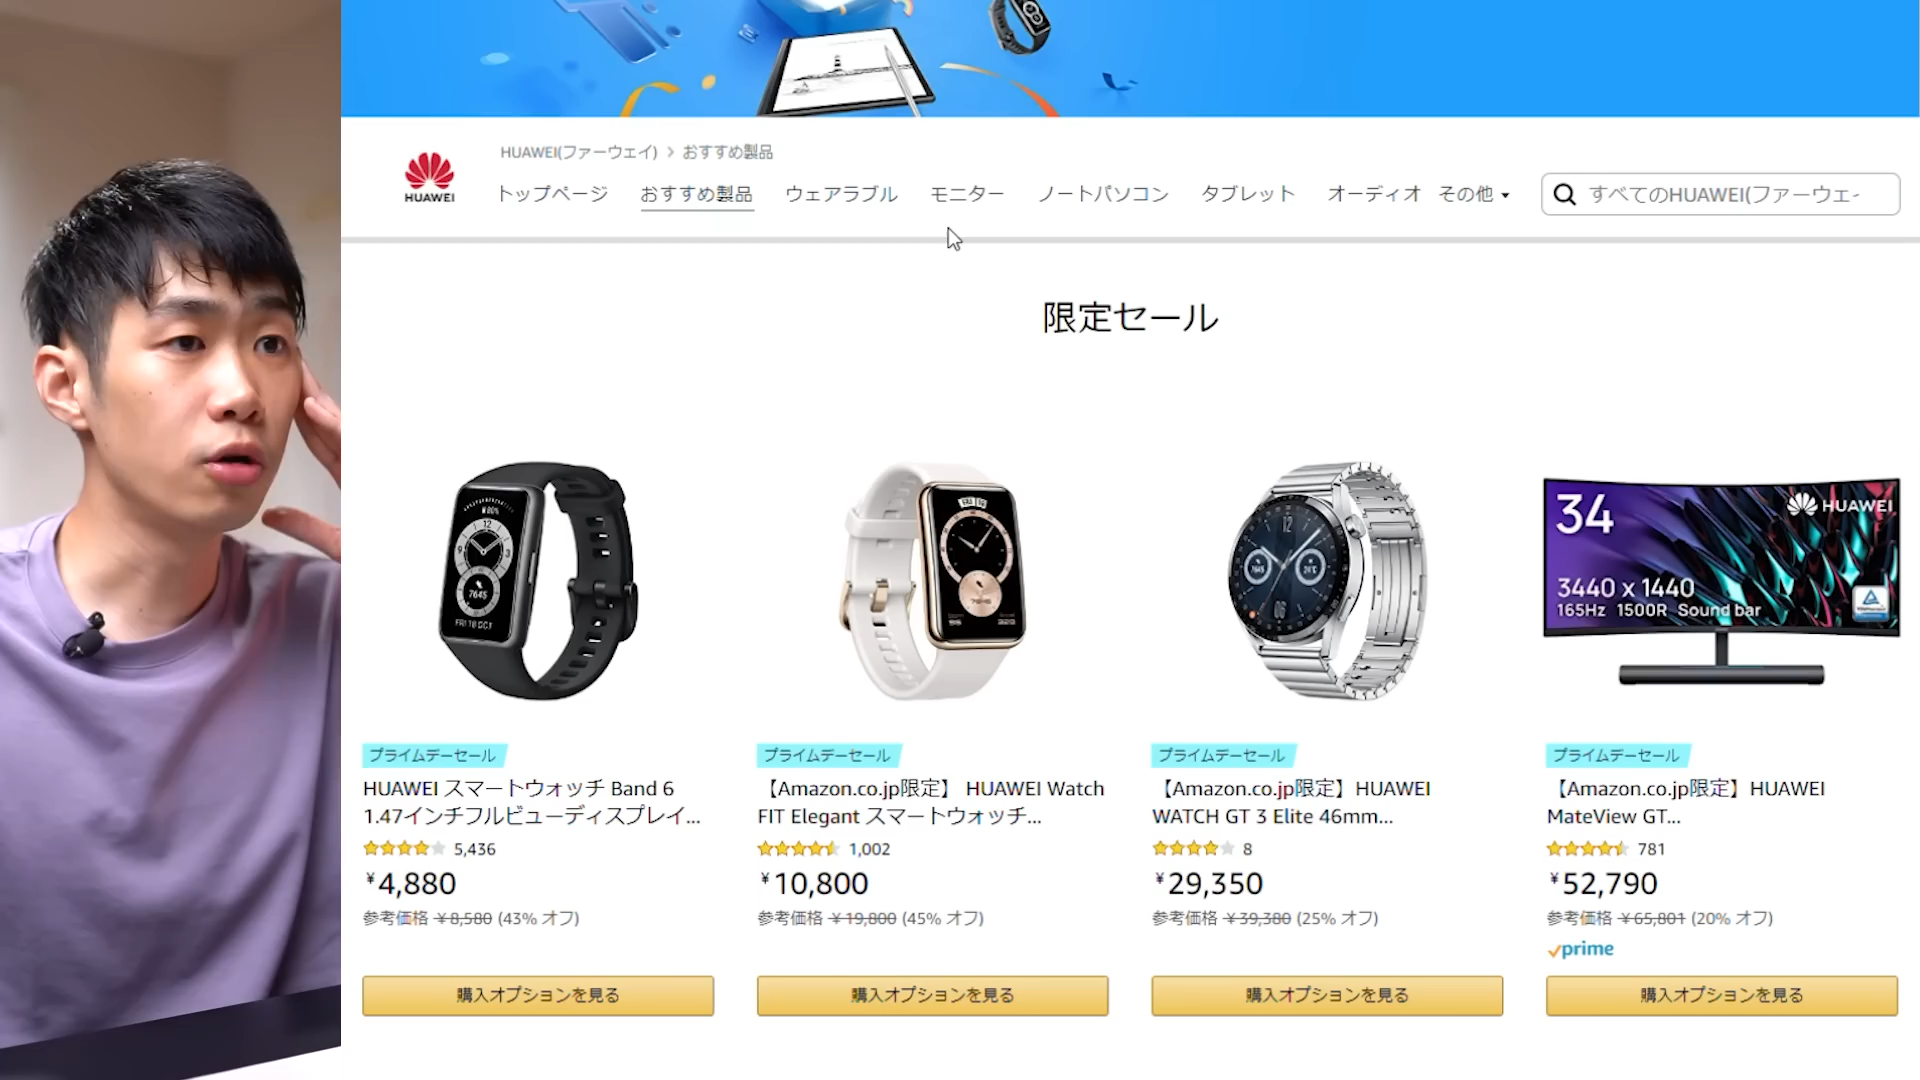 HUAWEI(ファーウェイ) > おすすめ製品
HUAWEI
トップページ おすすめ製品 ウェアラブル モニター ノートパソコン タブレット オーディオ その他
すべてのHUAWEI(ファーウェ
限定セール
34
HUAWEI
3440 x 1440
165Hz 1500R Sound bar
プライムデーセール
HUAWEI スマートウォッチ Band 6
1.47インチフルビューディスプレイ...
5,436
¥4,880
参考価格 ¥8,580 (43% オフ)
購入オプションを見る
プライムデーセール
【Amazon.co.jp限定】 HUAWEI Watch
FIT Elegant スマートウォッチ...
1,002
¥10,800
参考価格 ¥19,800 (45% オフ)
購入オプションを見る
プライムデーセール
【Amazon.co.jp限定】HUAWEI
WATCH GT 3 Elite 46mm...
8
¥29,350
参考価格 ¥39,380 (25% オフ)
購入オプションを見る
プライムデーセール
【Amazon.co.jp限定】HUAWEI
MateView GT...
781
¥52,790
参考価格 ¥65,801 (20% オフ)
prime
購入オプションを見る